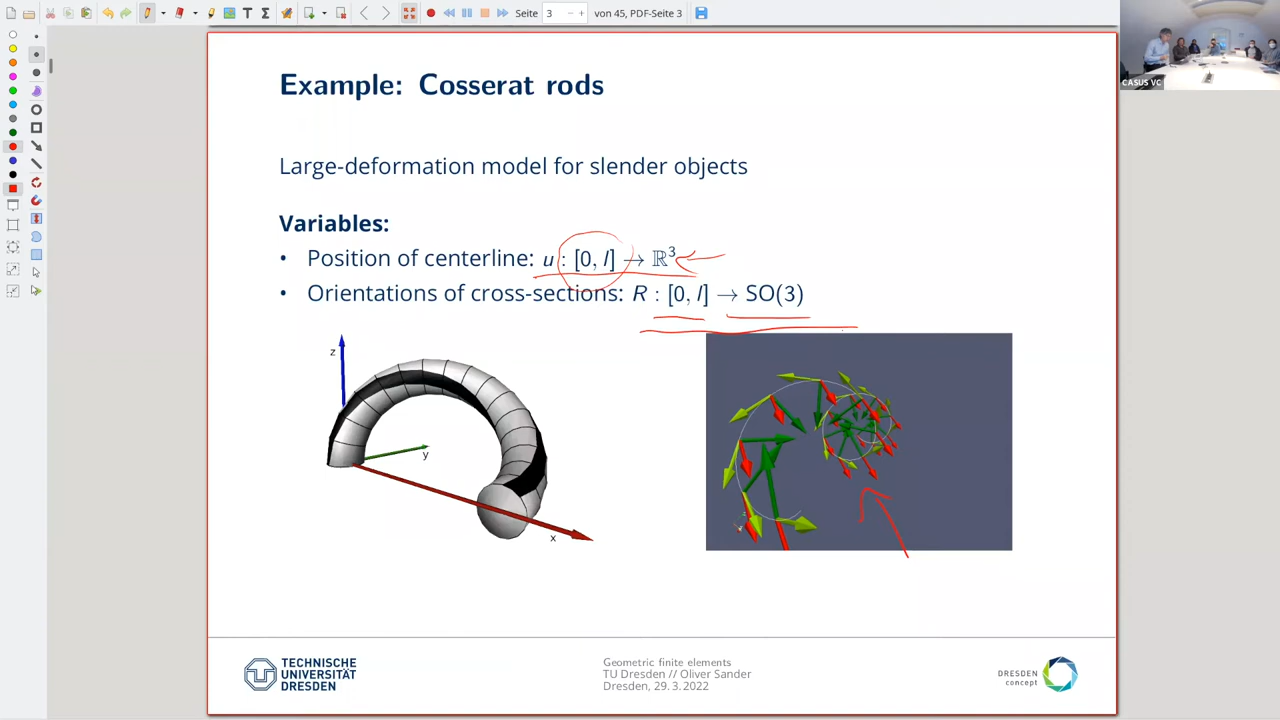 Seite 3 von 45, PDF-Seite 3
CASUS VC
Example: Cosserat rods
Large-deformation model for slender objects
Variables:
• Position of centerline: u : [0, l] → ℝ³
• Orientations of cross-sections: R : [0, l] → SO(3)
z
y
x
TECHNISCHE
UNIVERSITÄT
DRESDEN
Geometric finite elements
TU Dresden // Oliver Sander
Dresden, 29. 3. 2022
DRESDEN
concept